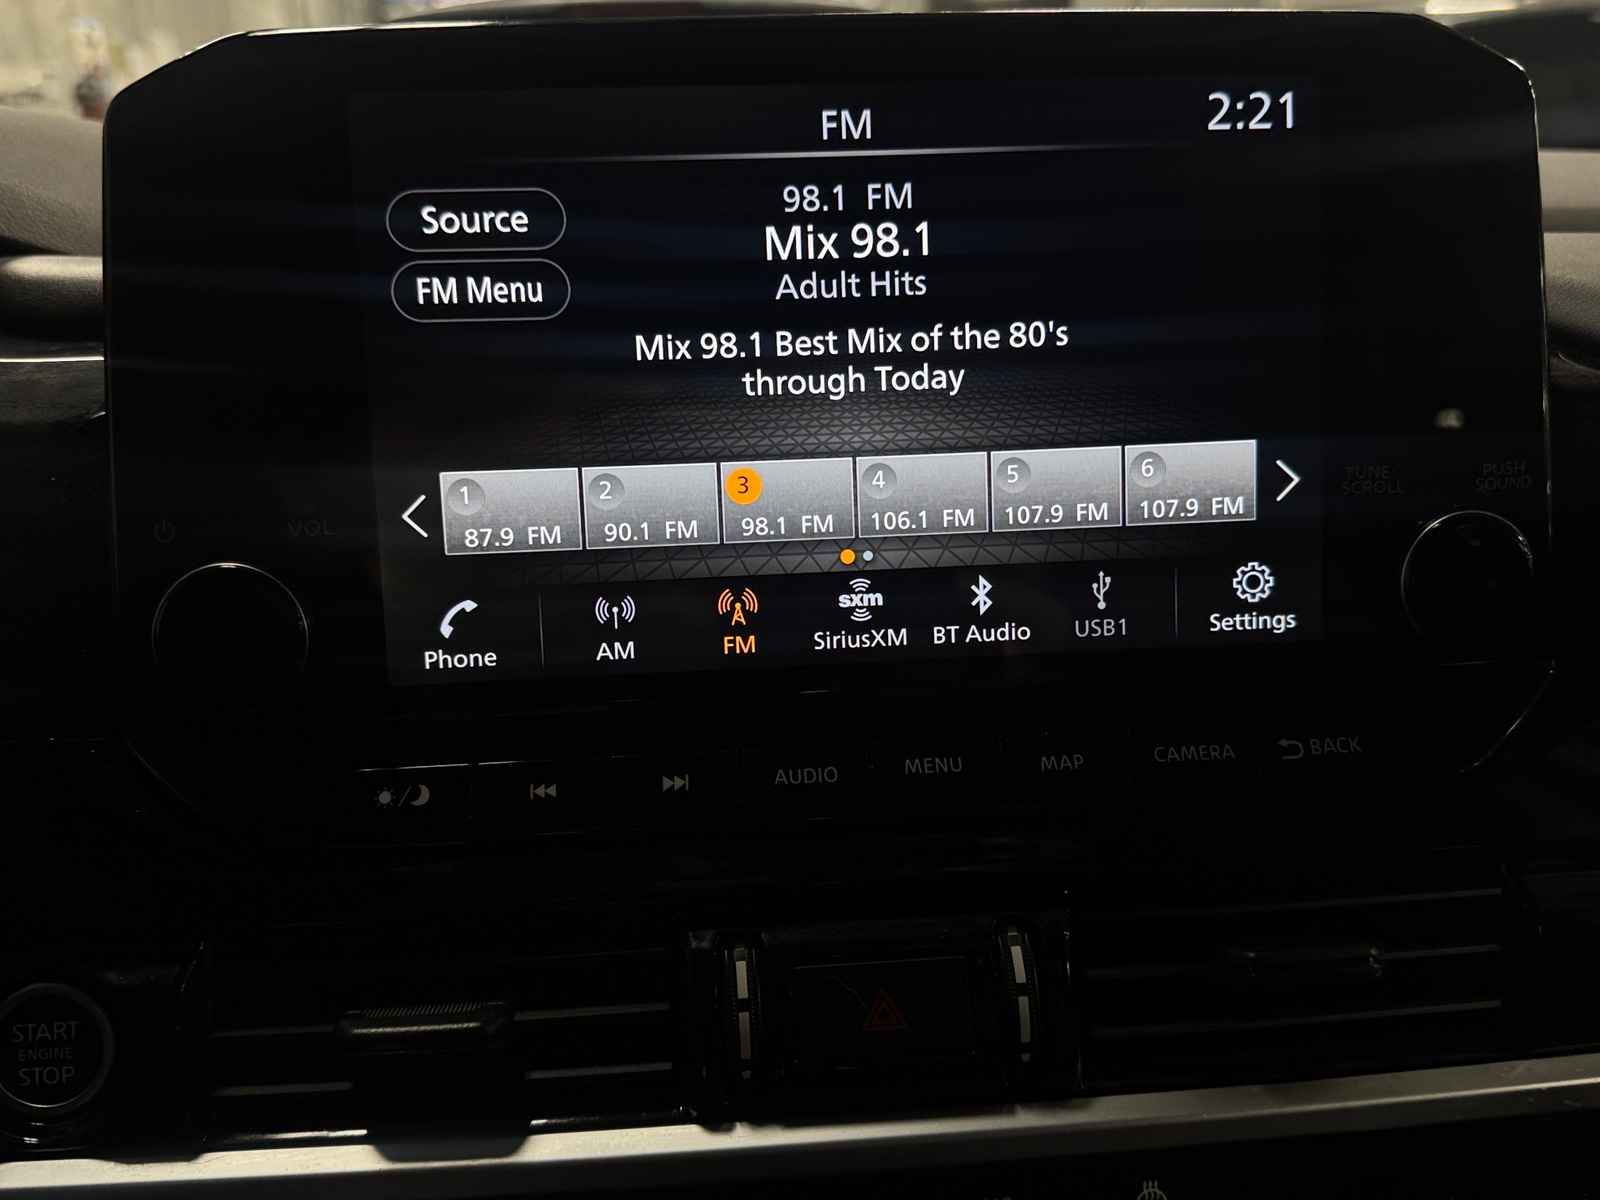 FM
2:21
Source
FM Menu
98.1 FM
Mix 98.1
Adult Hits
Mix 98.1 Best Mix of the 80's
through Today
1
87.9 FM
2
90.1 FM
3
98.1 FM
4
106.1 FM
5
107.9 FM
6
107.9 FM
VOL
TUNE·
SCROLL
PUSH
SOUND
Phone
AM
FM
sxm
SiriusXM
BT Audio
USB1
Settings
AUDIO
MENU
MAP
CAMERA
BACK
START
ENGINE
STOP